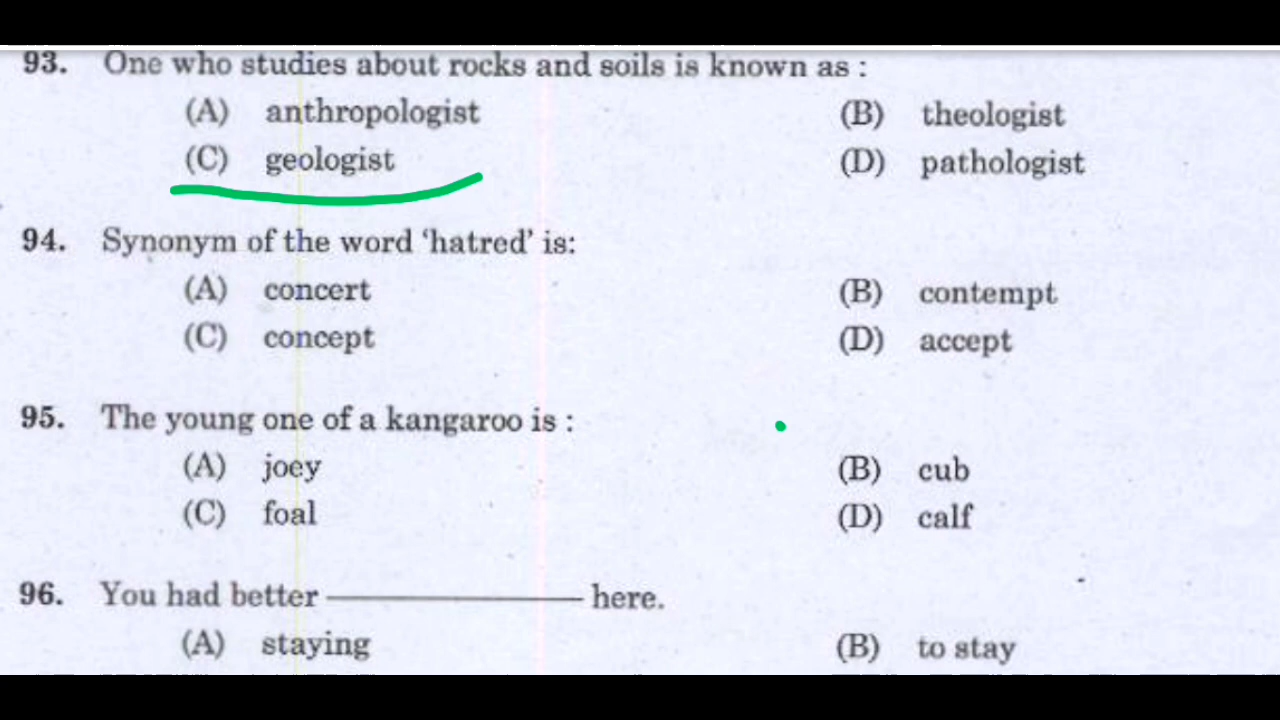 93. One who studies about rocks and soils is known as :
(A) anthropologist (B) theologist
(C) geologist (D) pathologist
94. Synonym of the word ‘hatred’ is:
(A) concert (B) contempt
(C) concept (D) accept
95. The young one of a kangaroo is :
(A) joey (B) cub
(C) foal (D) calf
96. You had better ———————— here.
(A) staying (B) to stay